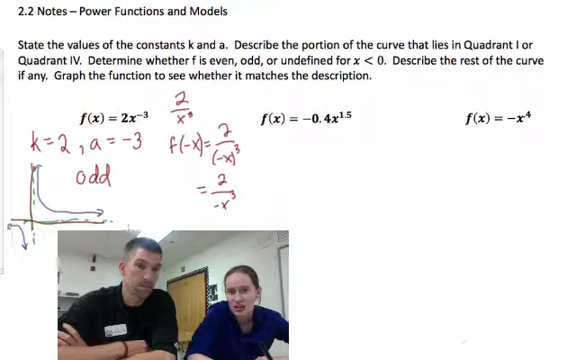 2.2 Notes – Power Functions and Models
State the values of the constants k and a. Describe the portion of the curve that lies in Quadrant I or
Quadrant IV. Determine whether f is even, odd, or undefined for x < 0. Describe the rest of the curve
if any. Graph the function to see whether it matches the description.
f(x) = 2x⁻³
2/x³
f(x) = −0.4x^1.5
f(x) = −x⁴
k=2, a=-3
f(-x)= 2/(-x)³
odd
= 2/-x³